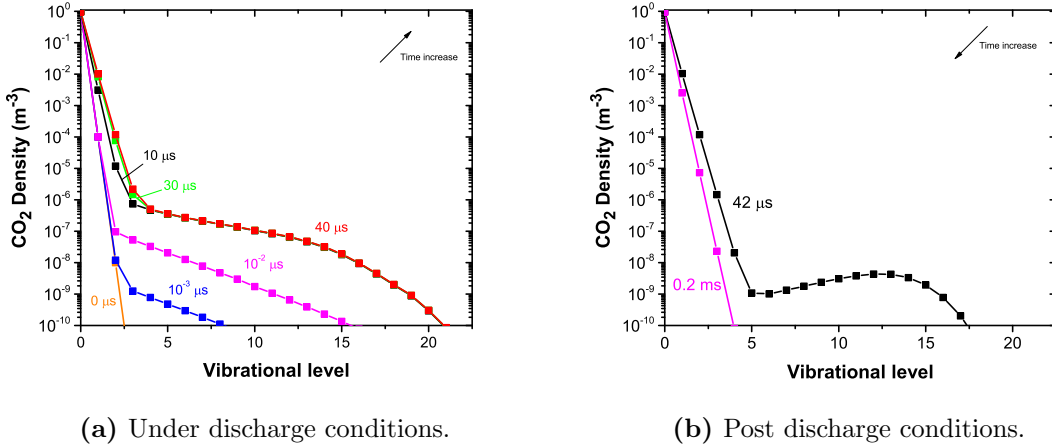 10⁰
10⁻¹
10⁻²
10⁻³
10⁻⁴
10⁻⁵
10⁻⁶
10⁻⁷
10⁻⁸
10⁻⁹
10⁻¹⁰
CO₂ Density (m⁻³)
Time increase
10 µs
30 µs
40 µs
10⁻² µs
10⁻³ µs
0 µs
0 5 10 15 20
Vibrational level
(a) Under discharge conditions.
10⁰
10⁻¹
10⁻²
10⁻³
10⁻⁴
10⁻⁵
10⁻⁶
10⁻⁷
10⁻⁸
10⁻⁹
10⁻¹⁰
CO₂ Density (m⁻³)
Time increase
42 µs
0.2 ms
0 5 10 15 20
Vibrational level
(b) Post discharge conditions.